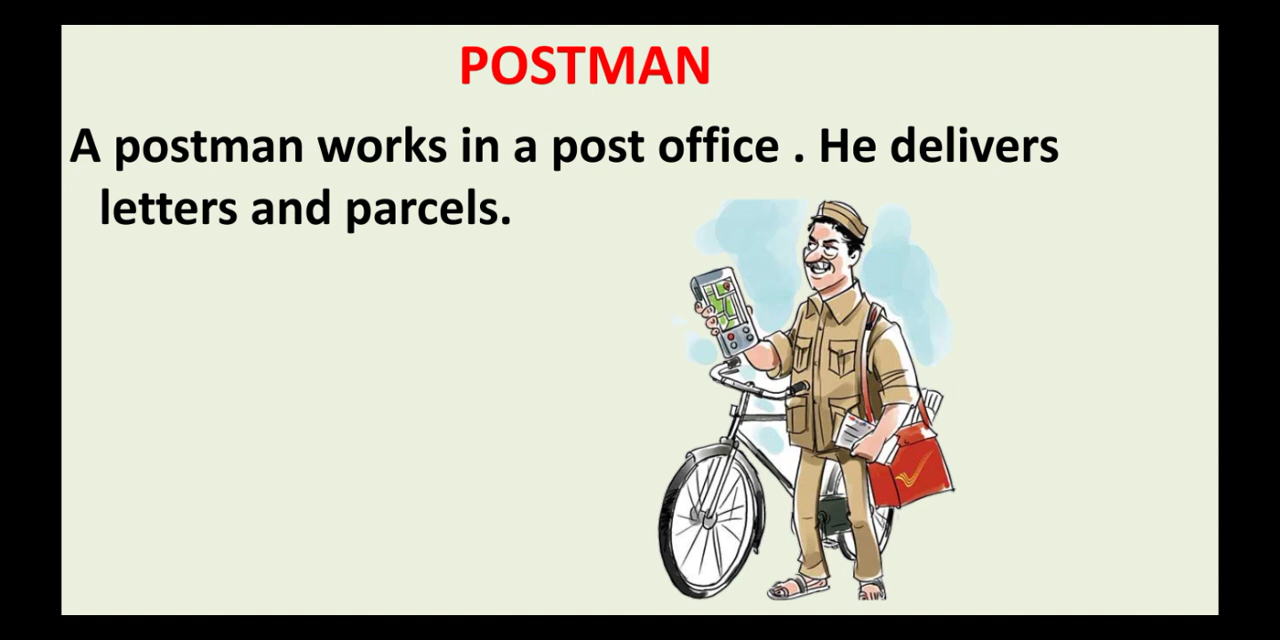 POSTMAN
A postman works in a post office . He delivers
letters and parcels.